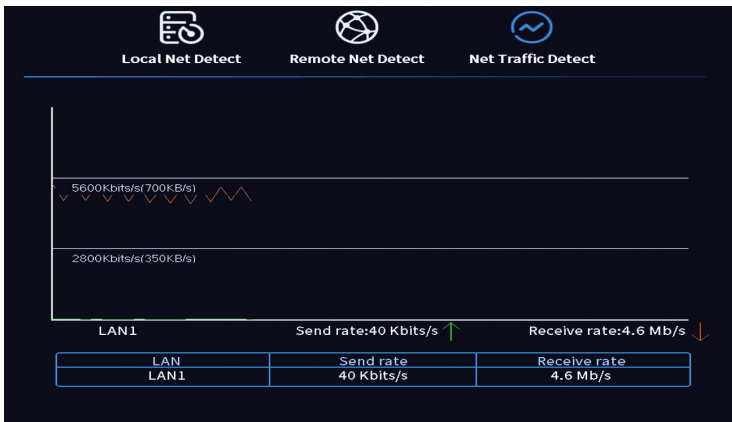 Local Net Detect Remote Net Detect Net Traffic Detect
5600Kbits/s(700KB/s)
2800Kbits/s(350KB/s)
LAN1 Send rate:40 Kbits/s Receive rate:4.6 Mb/s
LAN Send rate Receive rate
LAN1 40 Kbits/s 4.6 Mb/s